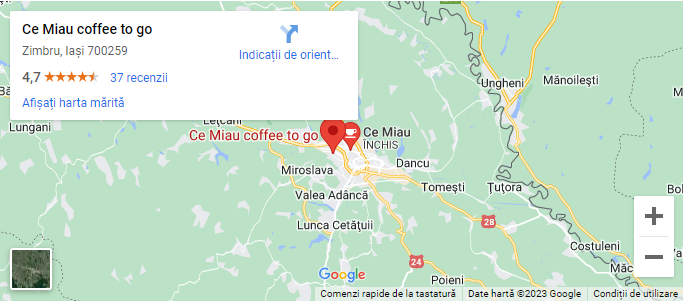 Ce Miau coffee to go
Zimbru, Iași 700259
Indicații de orient…
4,7
37 recenzii
Afișați harta mărită
Ungheni
Mănoilești
Lungani
Lețcani
Ce Miau coffee to go
Ce Miau
ÎNCHIS
Dancu
Miroslava
Tomești
Țuțora
Valea Adâncă
Lunca Cetățuii
28
24
Costuleni
Google
Poieni
Comenzi rapide de la tastatură
Date hartă ©2023 Google
Condiții de utilizare